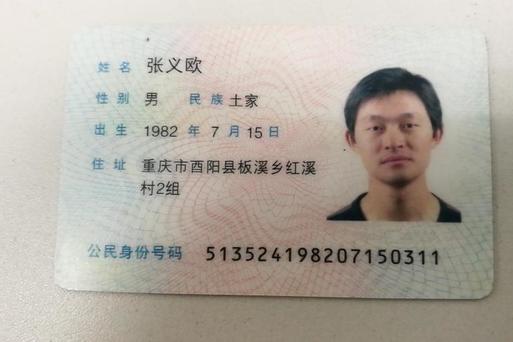 姓名 张义欧
性别 男 民族 土家
出生 1982 年 7 月 15 日
住址 重庆市酉阳县板溪乡红溪
村2组
公民身份号码 513524198207150311